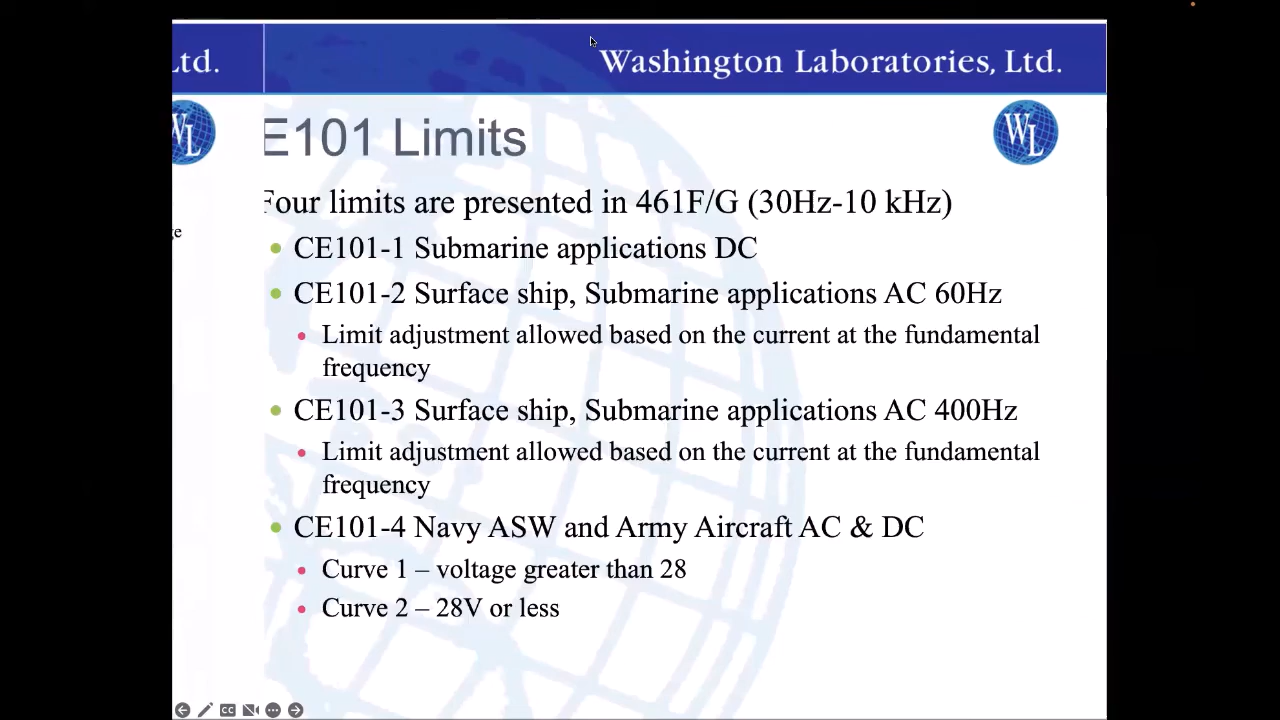 Ltd.
Washington Laboratories, Ltd.
WL
WL
E101 Limits
Four limits are presented in 461F/G (30Hz-10 kHz)
ge
CE101-1 Submarine applications DC
CE101-2 Surface ship, Submarine applications AC 60Hz
Limit adjustment allowed based on the current at the fundamental
frequency
CE101-3 Surface ship, Submarine applications AC 400Hz
Limit adjustment allowed based on the current at the fundamental
frequency
CE101-4 Navy ASW and Army Aircraft AC & DC
Curve 1 – voltage greater than 28
Curve 2 – 28V or less
CC